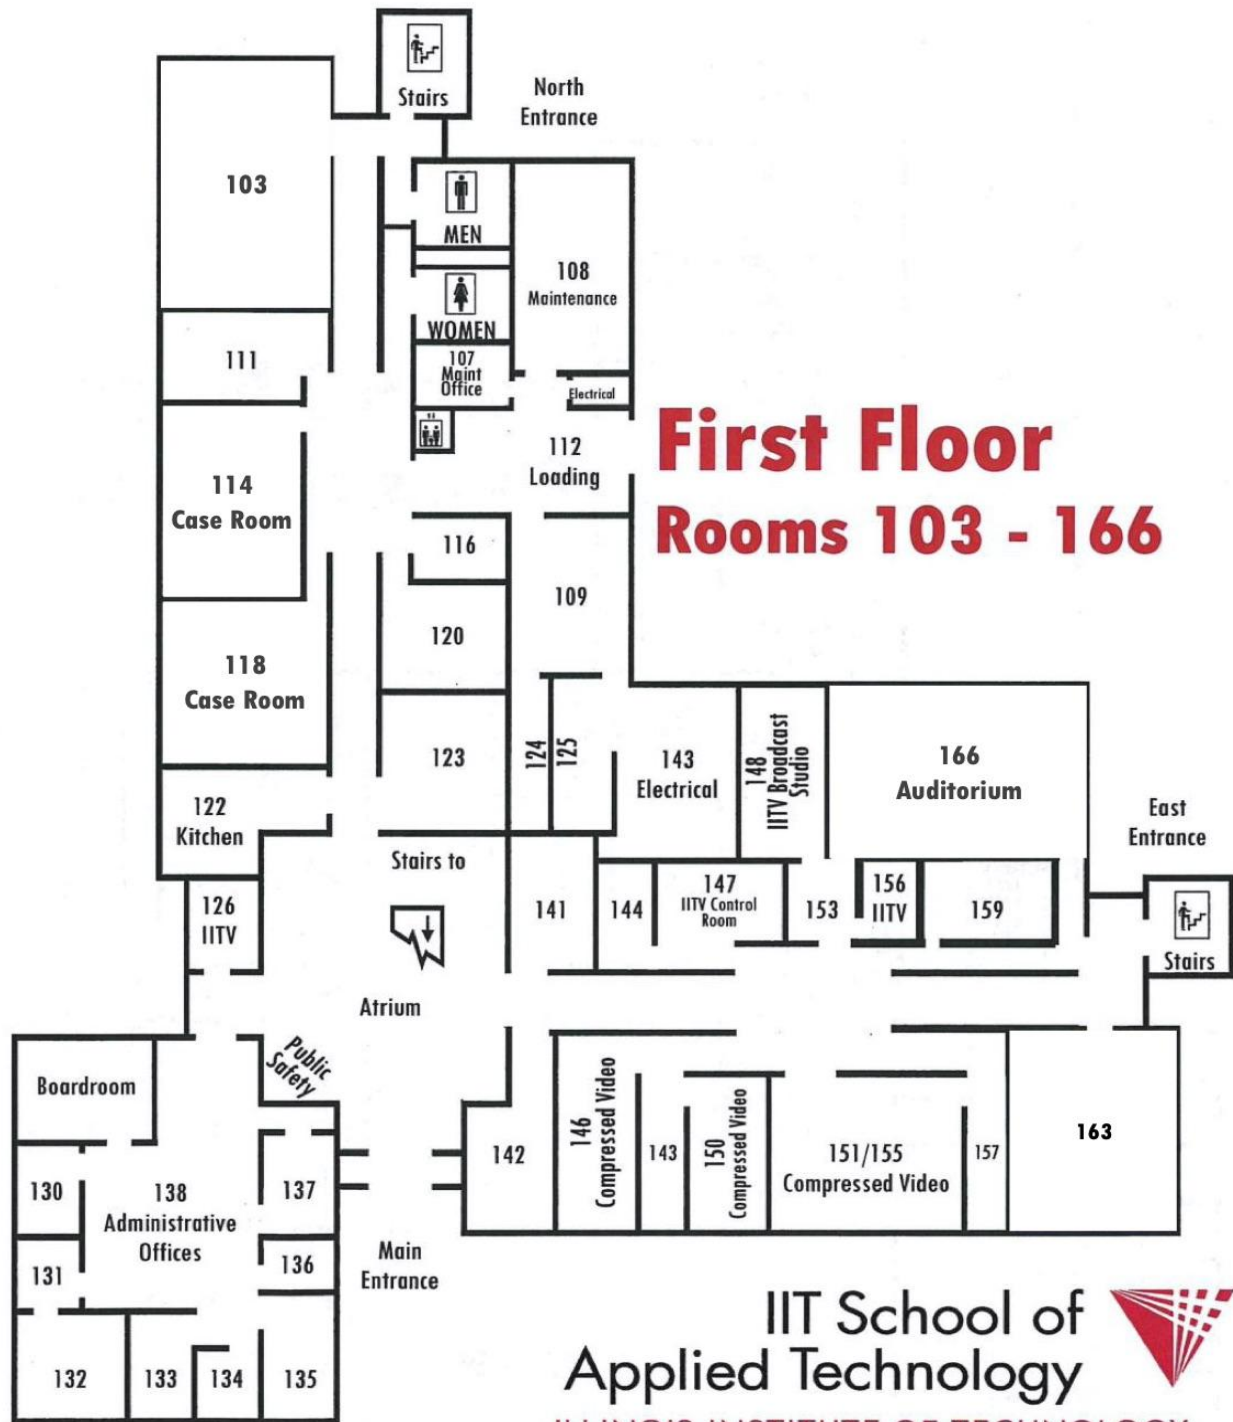 Stairs
North
Entrance
103
MEN
108
Maintenance
WOMEN
111
107
Maint
Office
Electrical
First Floor
Rooms 103 - 166
112
Loading
114
Case Room
116
109
120
118
Case Room
123
124
125
143
Electrical
148
IITV Broadcast
Studio
166
Auditorium
122
Kitchen
East
Entrance
Stairs to
126
IITV
141
144
147
IITV Control
Room
153
156
IITV
159
Stairs
Atrium
Public
Safety
Boardroom
146
Compressed Video
143
150
Compressed Video
151/155
Compressed Video
157
163
142
130
138
Administrative
Offices
137
131
136
Main
Entrance
132
133
134
135
IIT School of
Applied Technology
ILLINOIS INSTITUTE OF TECHNOLOGY